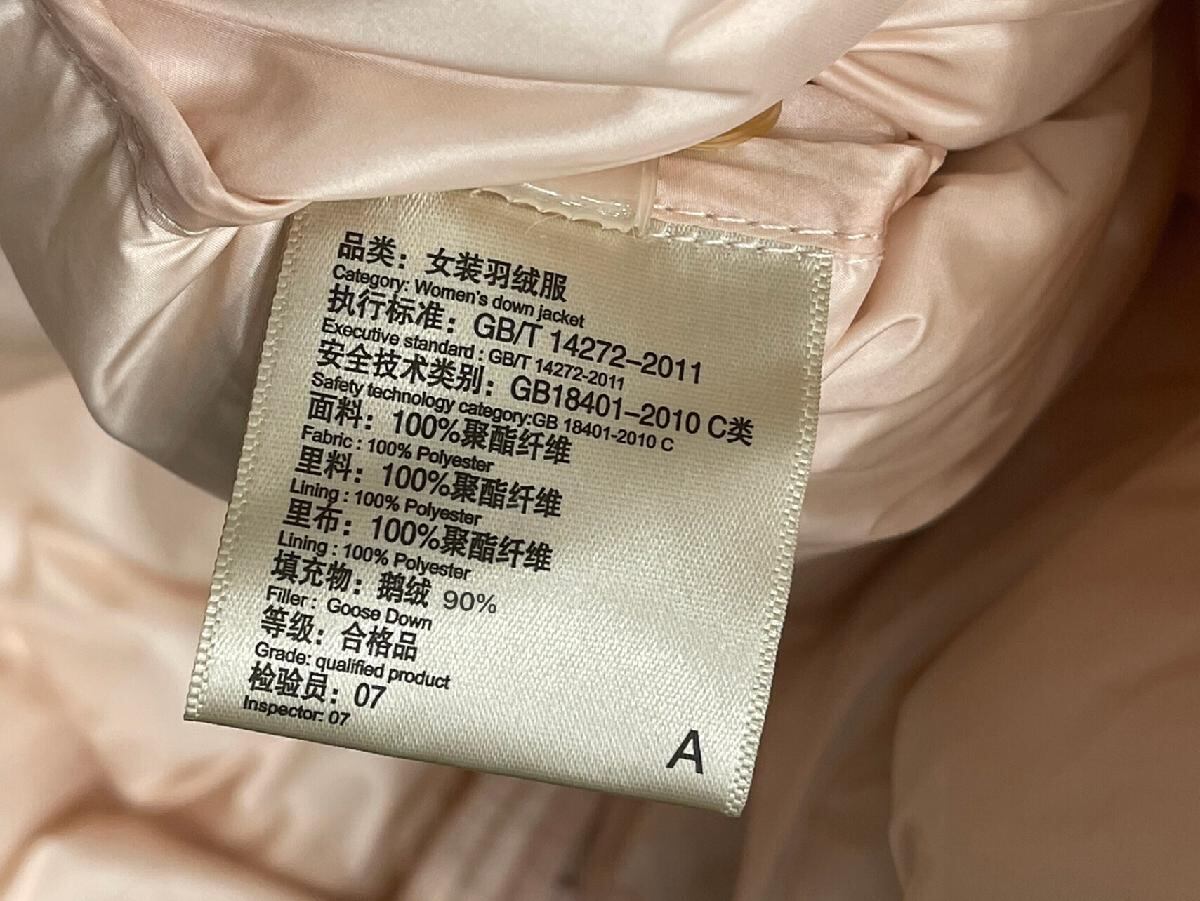 品类：女装羽绒服
Category: Women's down jacket
执行标准：GB/T 14272–2011
Executive standard : GB/T 14272-2011
安全技术类别：GB18401–2010 C类
Safety technology category:GB 18401-2010 C
面料：100%聚酯纤维
Fabric : 100% Polyester
里料：100%聚酯纤维
Lining : 100% Polyester
里布：100%聚酯纤维
Lining : 100% Polyester
填充物：鹅绒 90%
Filler : Goose Down
等级：合格品
Grade: qualified product
检验员：07
Inspector: 07
A